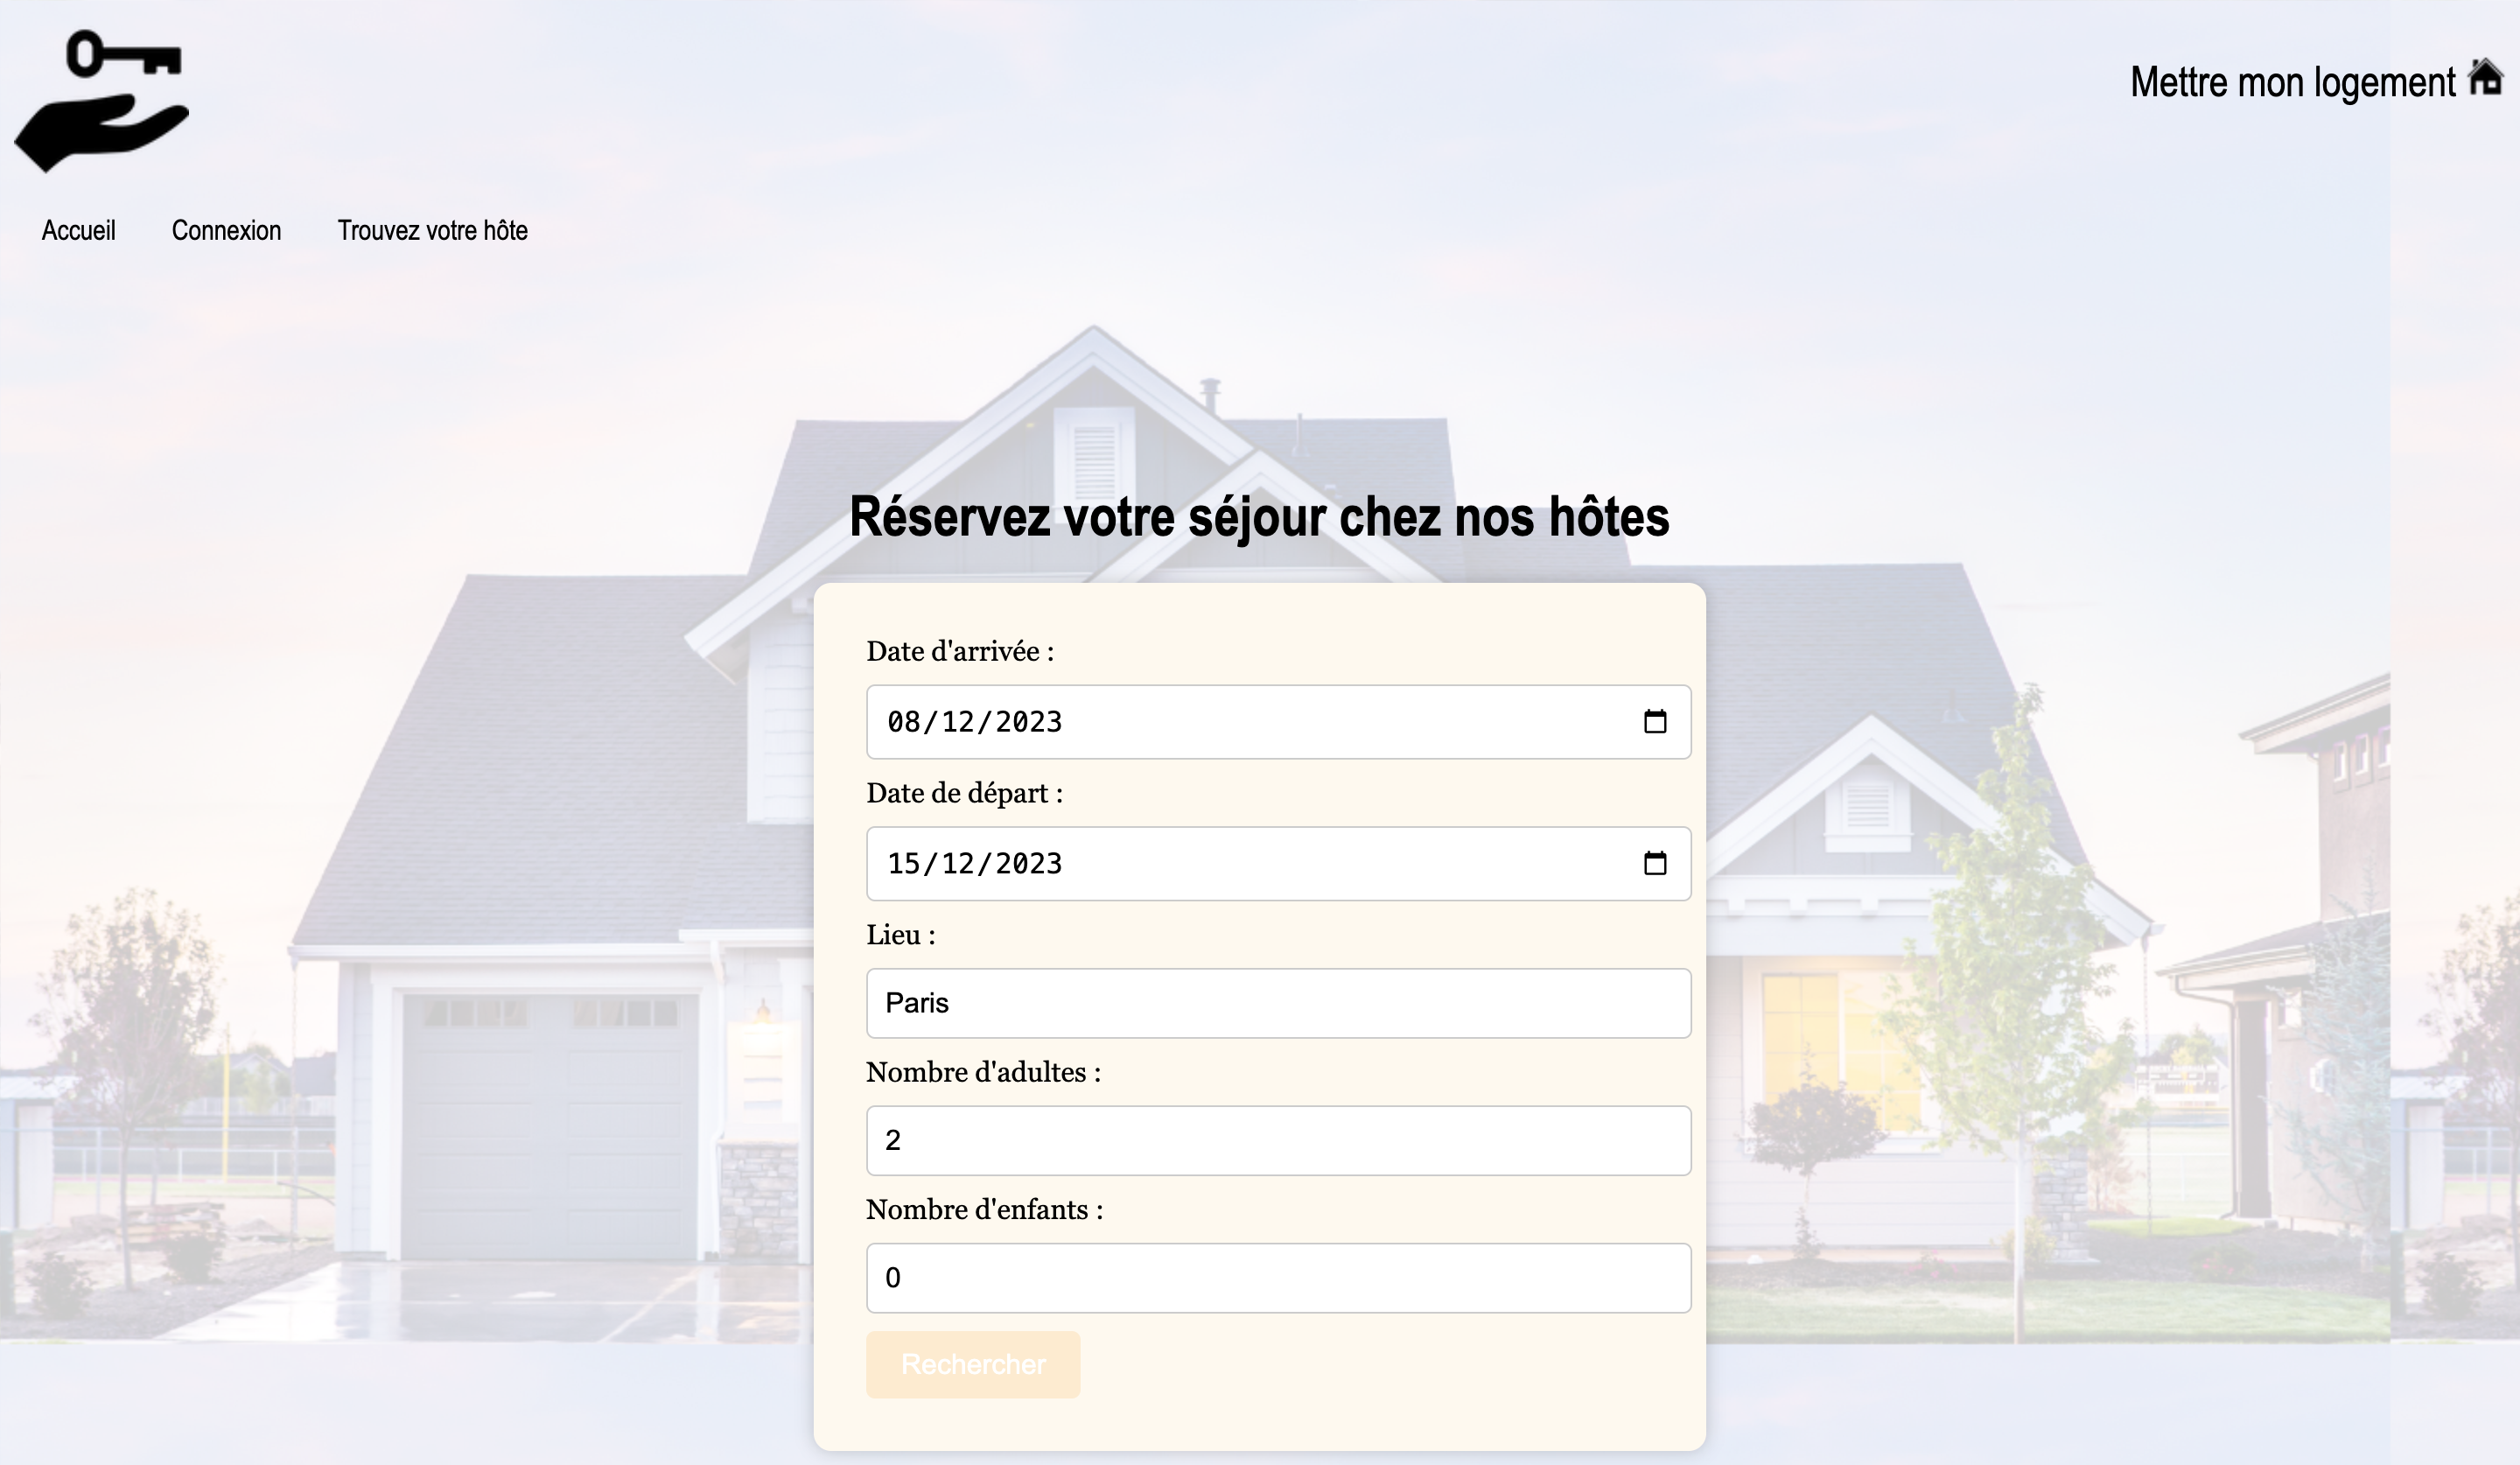 Mettre mon logement
Accueil Connexion Trouvez votre hôte
Réservez votre séjour chez nos hôtes
Date d'arrivée :
08/12/2023
Date de départ :
15/12/2023
Lieu :
Paris
Nombre d'adultes :
2
Nombre d'enfants :
0
Rechercher